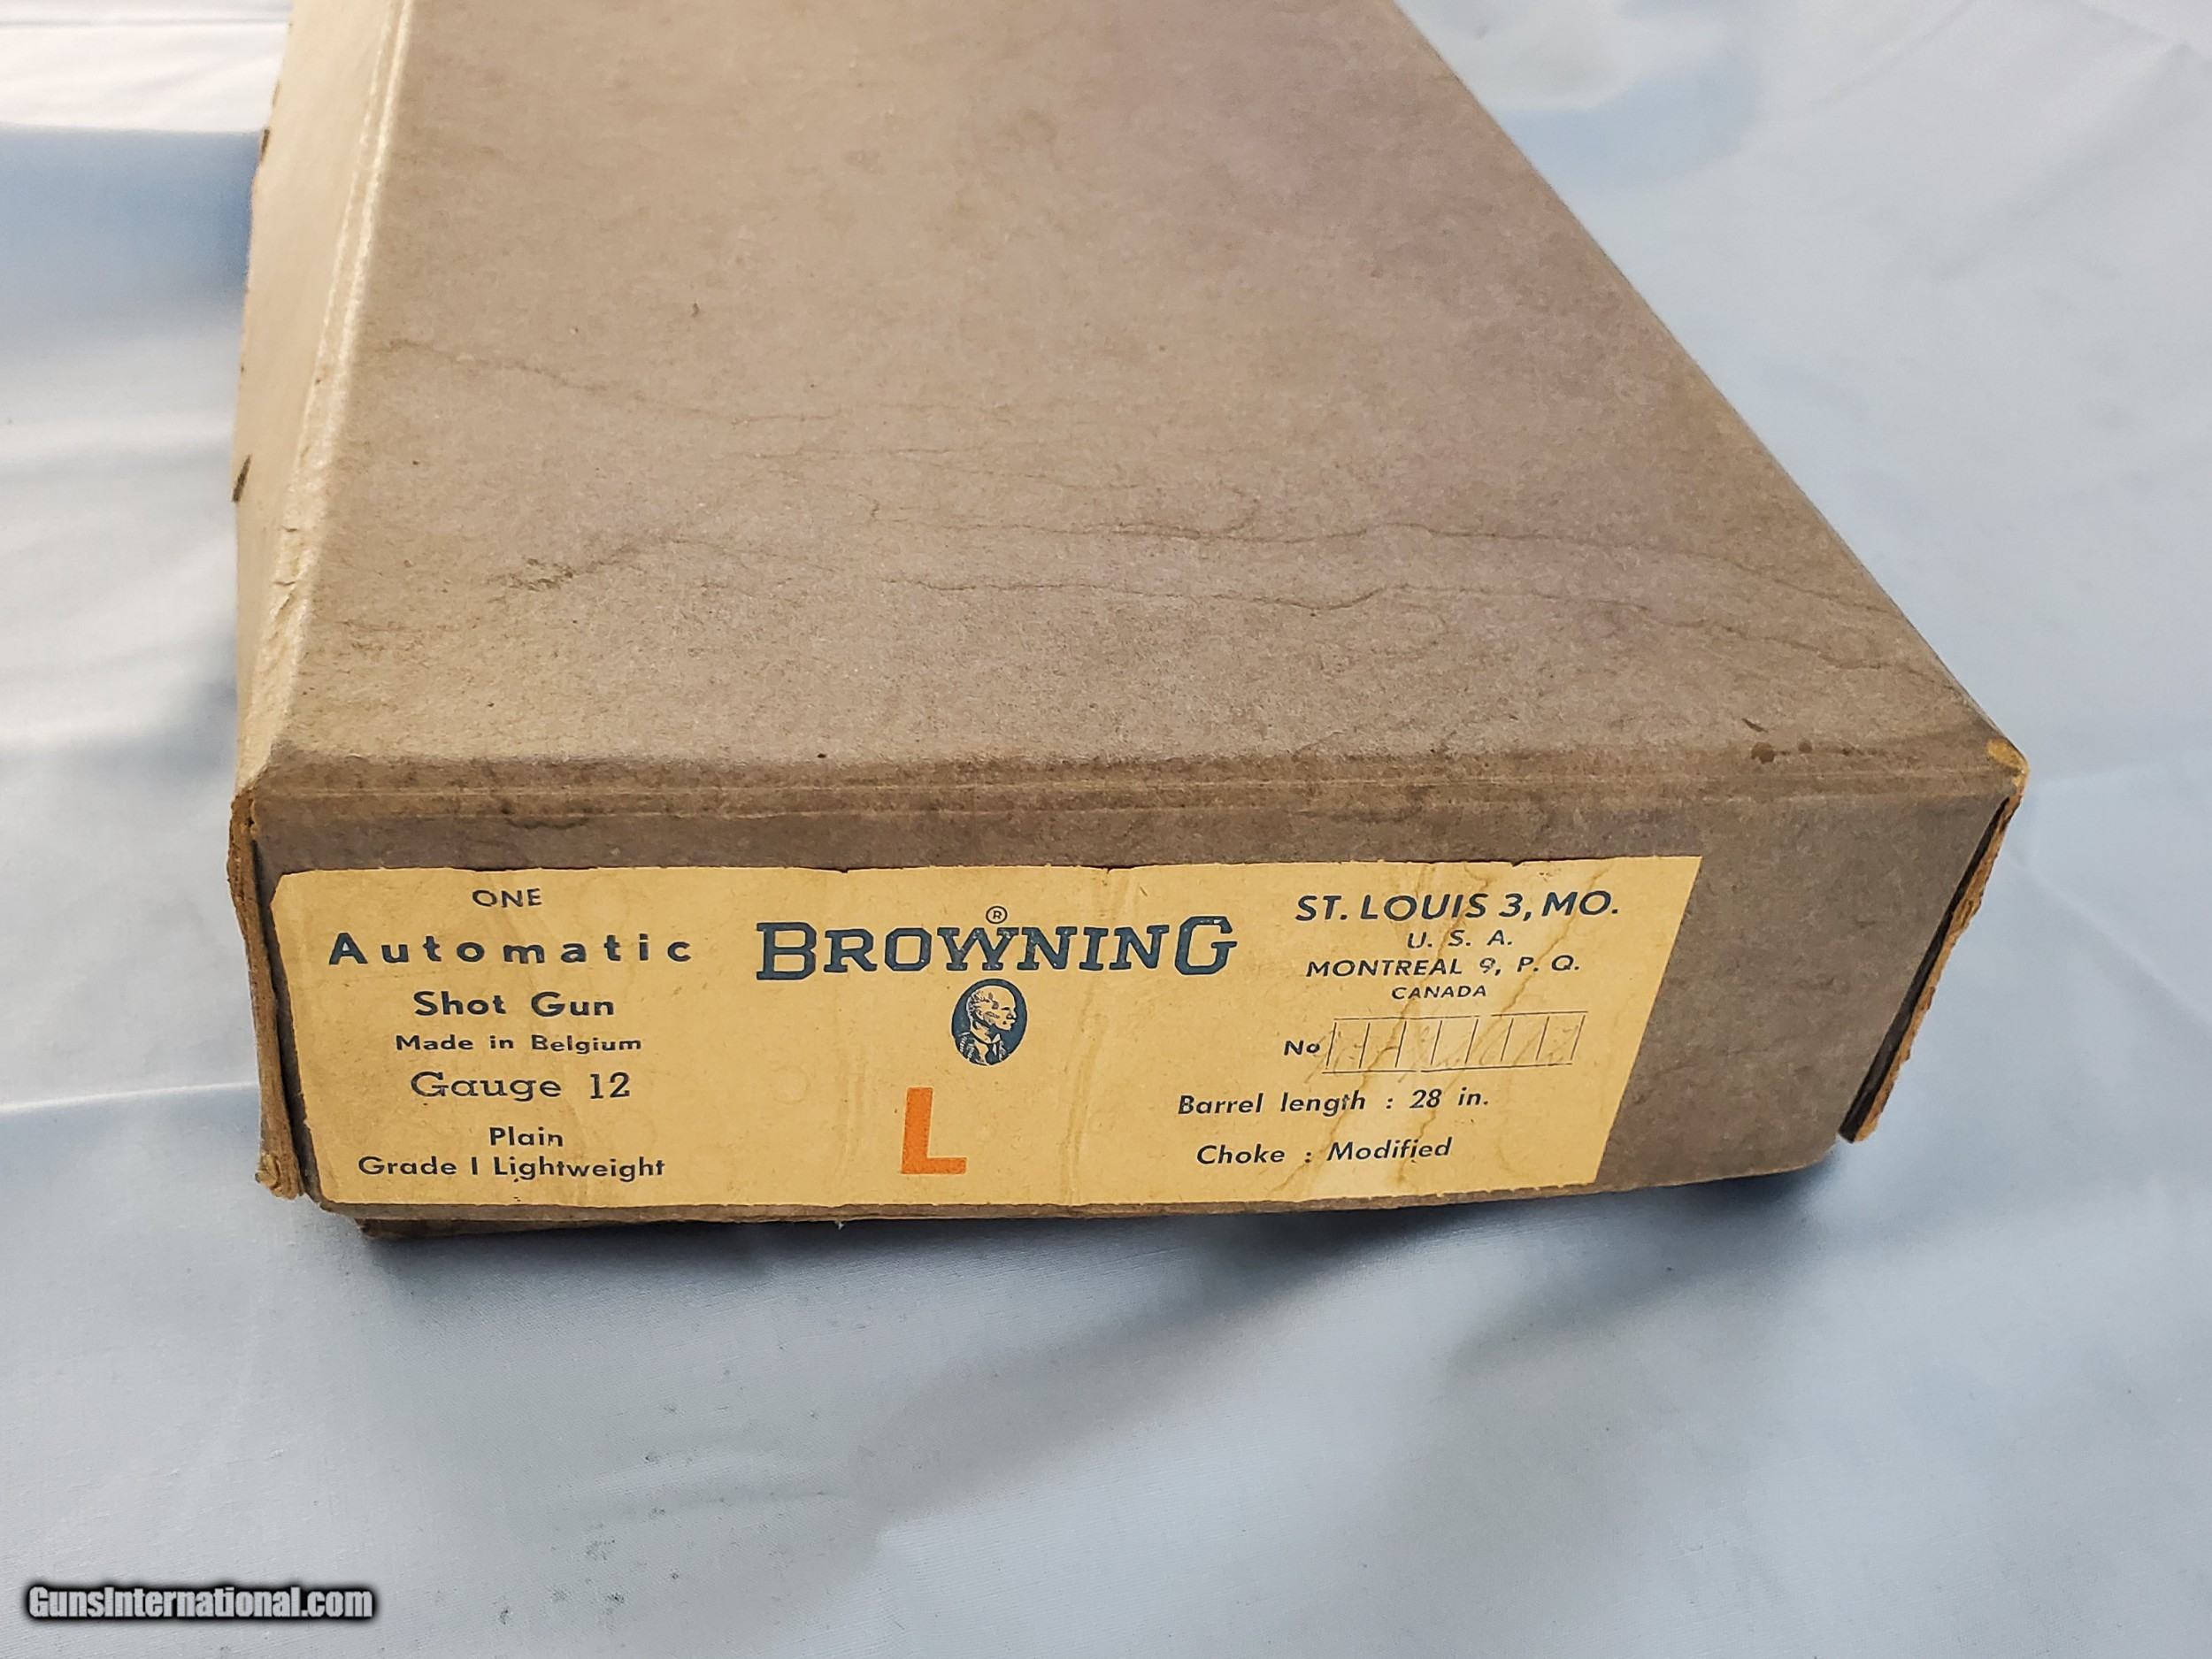 ONE
Automatic
Shot Gun
Made in Belgium
Gauge 12
Plain
Grade I Lightweight
BROWNING
®
L
ST. LOUIS 3, MO.
U. S. A.
MONTREAL 9, P. Q.
CANADA
No
Barrel length : 28 in.
Choke : Modified
GunsInternational.com